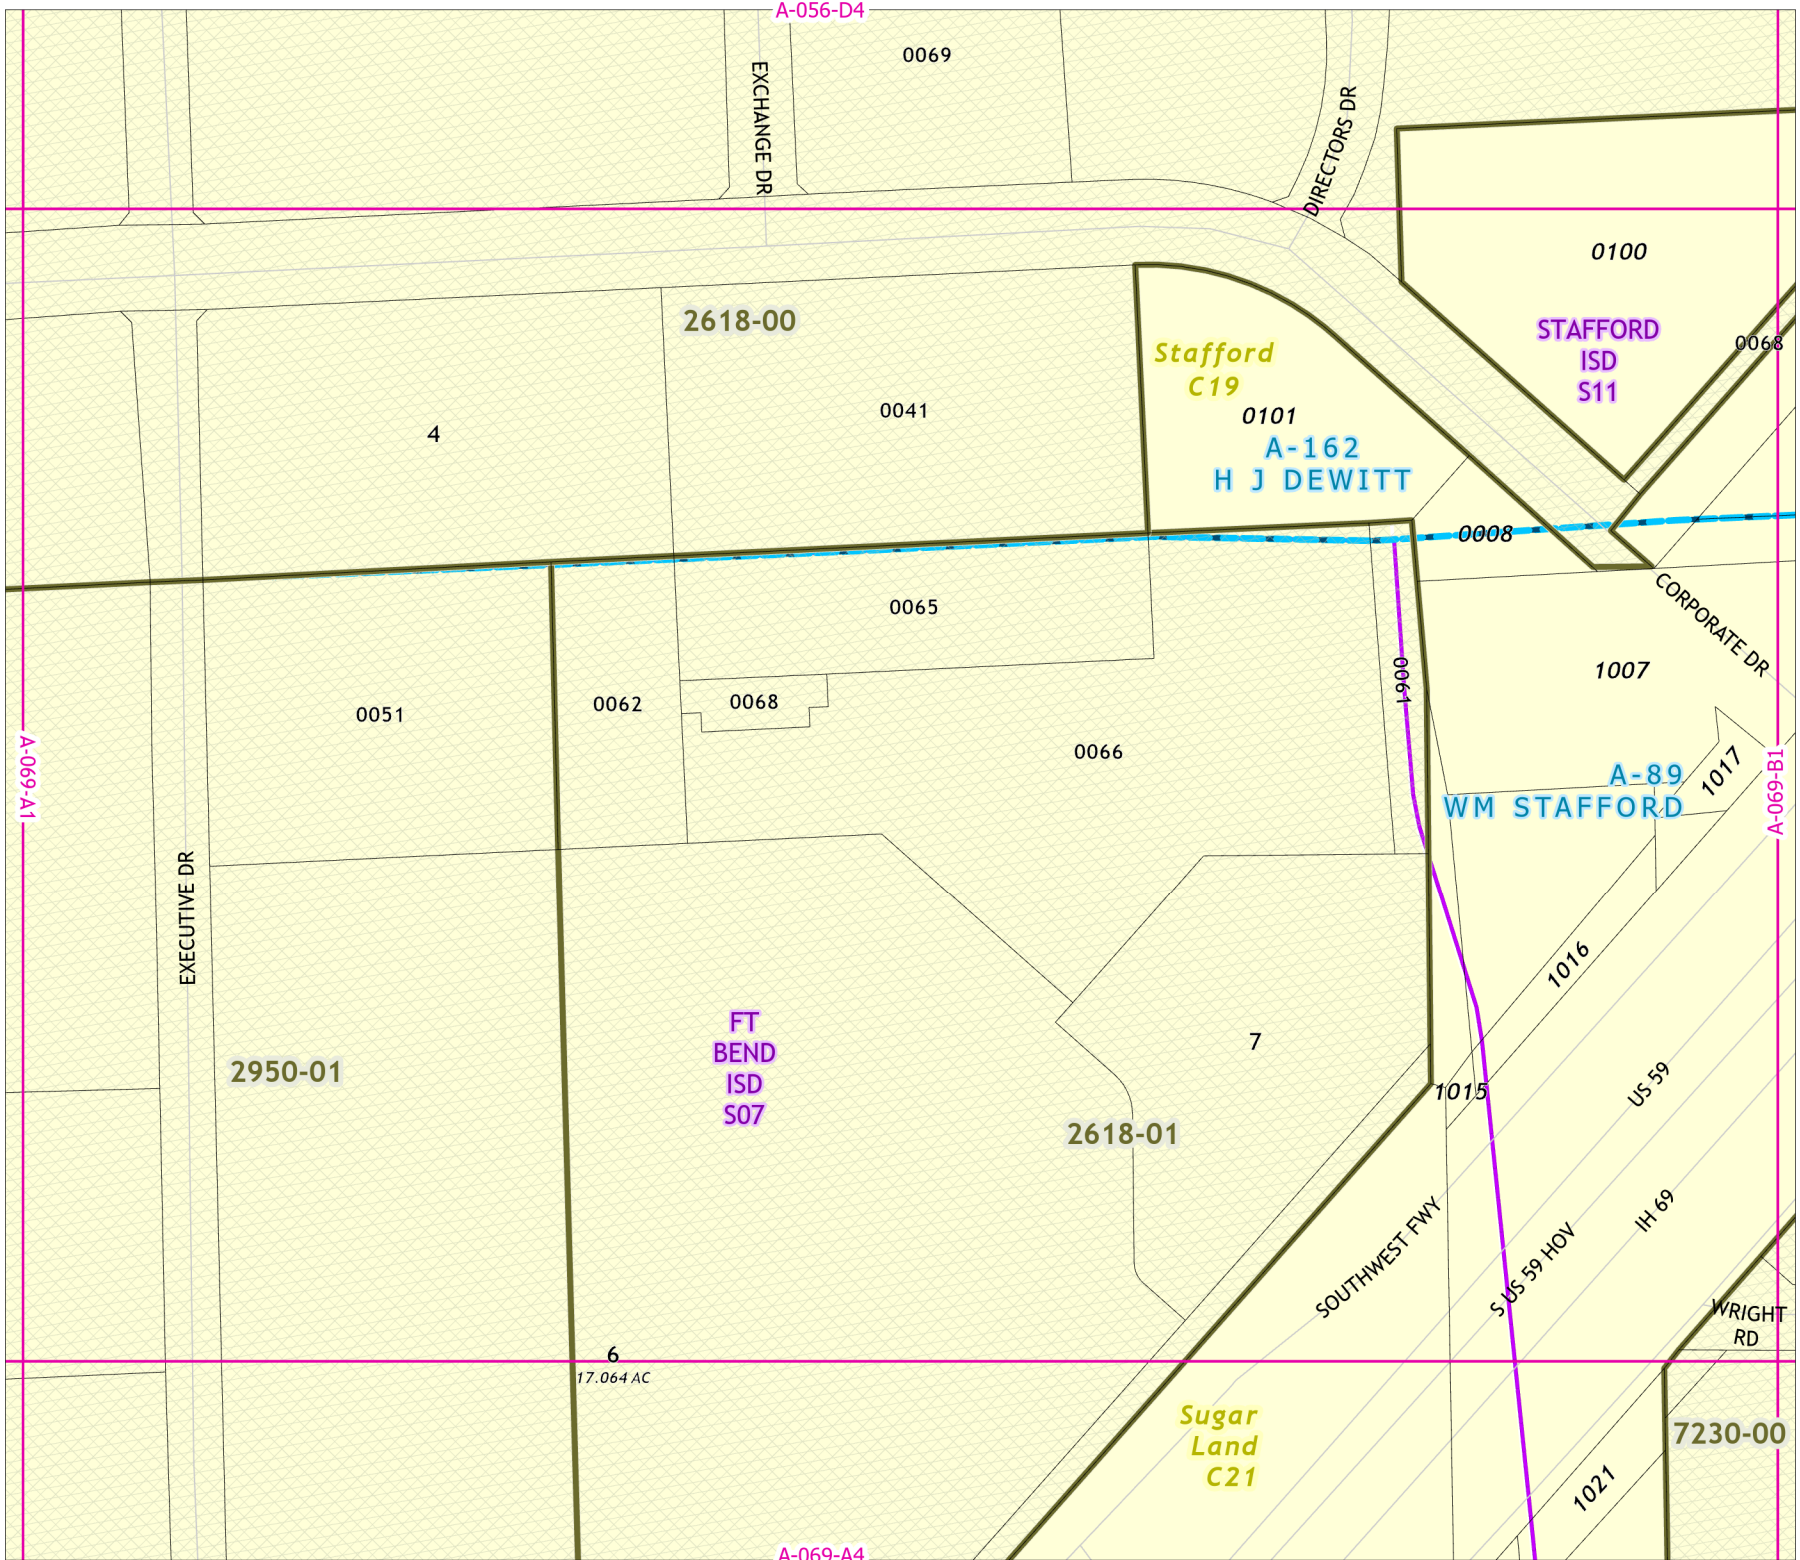 A-056-D4
0069
EXCHANGE DR
DIRECTORS DR
0100
2618-00
STAFFORD
ISD
S11
0068
Stafford
C19
0041
0101
4
A-162
H J DEWITT
0008
CORPORATE DR
0065
0061
1007
0051
0062
0068
0066
A-069-A1
1017
A-89
WM STAFFORD
A-069-B1
EXECUTIVE DR
1016
FT
BEND
ISD
S07
7
2950-01
1015
US 59
2618-01
SOUTHWEST FWY
S US 59 HOV
IH 69
WRIGHT
RD
6
17.064 AC
Sugar
Land
C21
7230-00
1021
A-069-A4